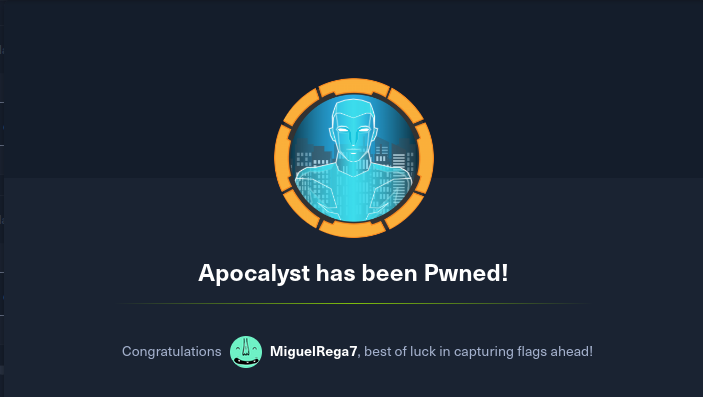 Apocalyst has been Pwned!
Congratulations MiguelRega7, best of luck in capturing flags ahead!